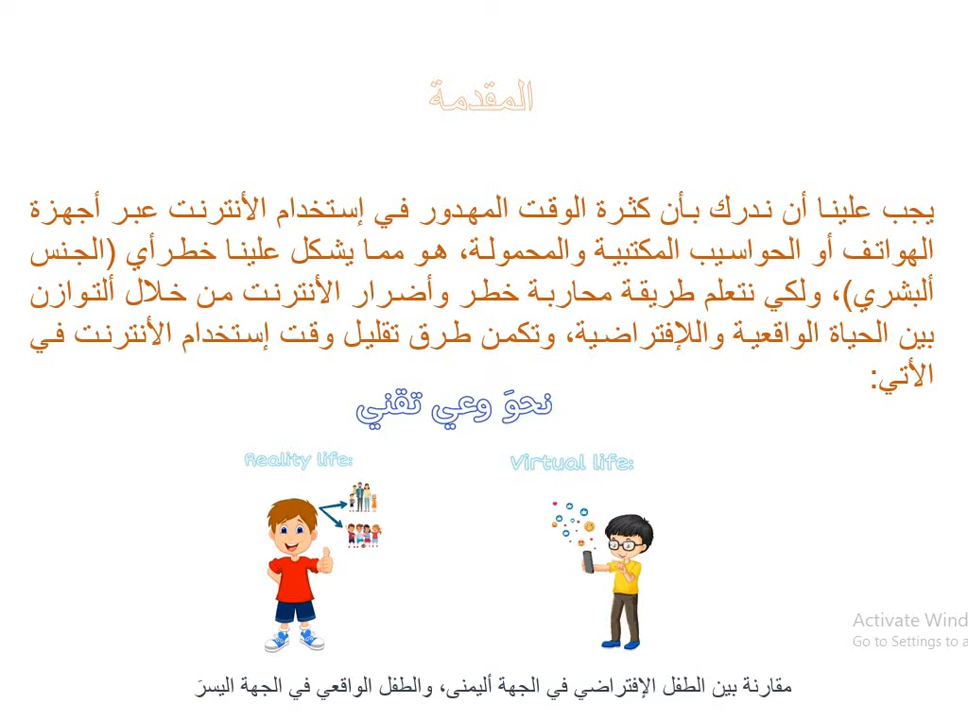 المقدمة
يجب علينا أن ندرك بأن كثرة الوقت المهدور في إستخدام الأنترنت عبر أجهزة
الهواتف أو الحواسيب المكتبية والمحمولة، هو مما يشكل علينا خطرأي (الجنس
ألبشري)، ولكي نتعلم طريقة محاربة خطر وأضرار الأنترنت من خلال ألتوازن
بين الحياة الواقعية واللإفتراضية، وتكمن طرق تقليل وقت إستخدام الأنترنت في
الأتي:
نحوَ وعي تقني
Reality life:
Virtual life:
Activate Wind
Go to Settings to a
مقارنة بين الطفل الإفتراضي في الجهة أليمنى، والطفل الواقعي في الجهة اليسرَ